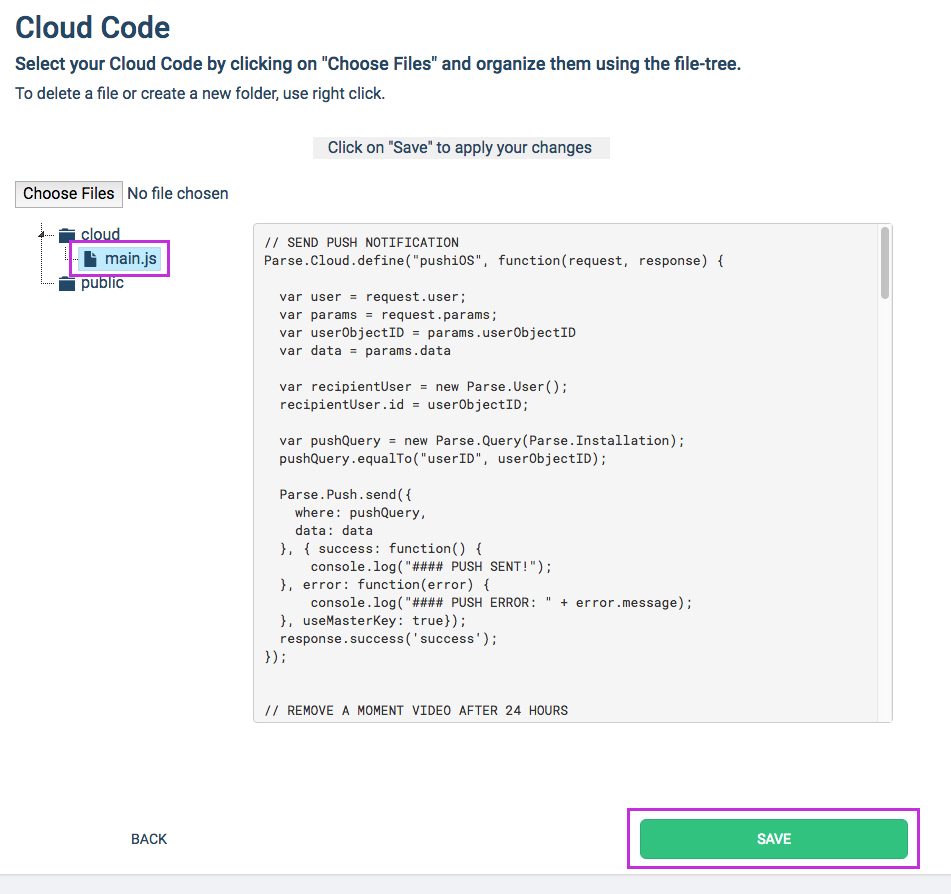 Cloud Code
Select your Cloud Code by clicking on "Choose Files" and organize them using the file-tree.
To delete a file or create a new folder, use right click.
Click on "Save" to apply your changes
Choose Files No file chosen
cloud
main.js
public
// SEND PUSH NOTIFICATION
Parse.Cloud.define("pushiOS", function(request, response) {
  var user = request.user;
  var params = request.params;
  var userObjectID = params.userObjectID
  var data = params.data
  var recipientUser = new Parse.User();
  recipientUser.id = userObjectID;
  var pushQuery = new Parse.Query(Parse.Installation);
  pushQuery.equalTo("userID", userObjectID);
  Parse.Push.send({
    where: pushQuery,
    data: data
  }, { success: function() {
      console.log("#### PUSH SENT!");
  }, error: function(error) {
      console.log("#### PUSH ERROR: " + error.message);
  }, useMasterKey: true});
  response.success('success');
});
// REMOVE A MOMENT VIDEO AFTER 24 HOURS
BACK
SAVE